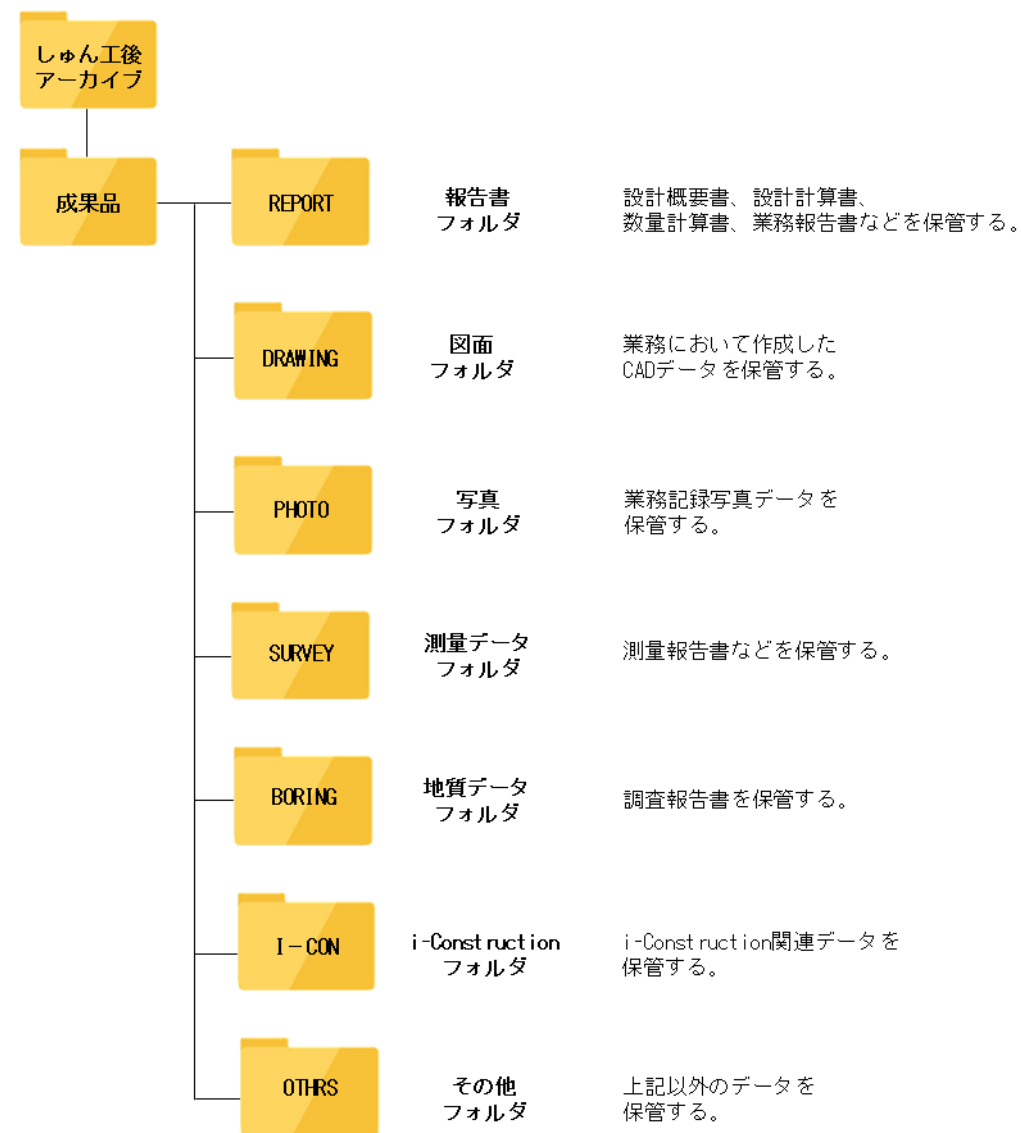 しゅん工後
アーカイブ
成果品
REPORT
報告書
フォルダ
設計概要書、設計計算書、
数量計算書、業務報告書などを保管する。
DRAWING
図面
フォルダ
業務において作成した
CADデータを保管する。
PHOTO
写真
フォルダ
業務記録写真データを
保管する。
SURVEY
測量データ
フォルダ
測量報告書などを保管する。
BORING
地質データ
フォルダ
調査報告書を保管する。
I－CON
i-Construction
フォルダ
i-Construction関連データを
保管する。
OTHRS
その他
フォルダ
上記以外のデータを
保管する。